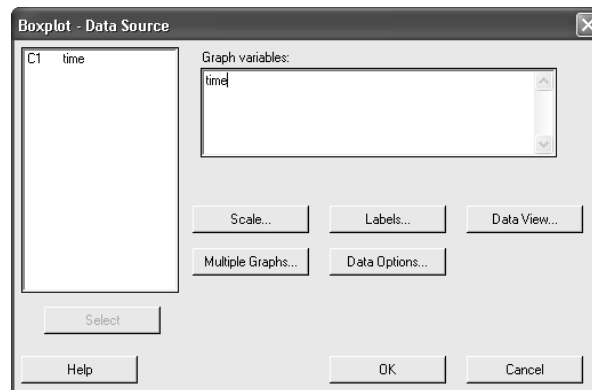 Boxplot - Data Source
C1 time
Graph variables:
time
Scale...
Labels...
Data View...
Multiple Graphs...
Data Options...
Select
Help
OK
Cancel